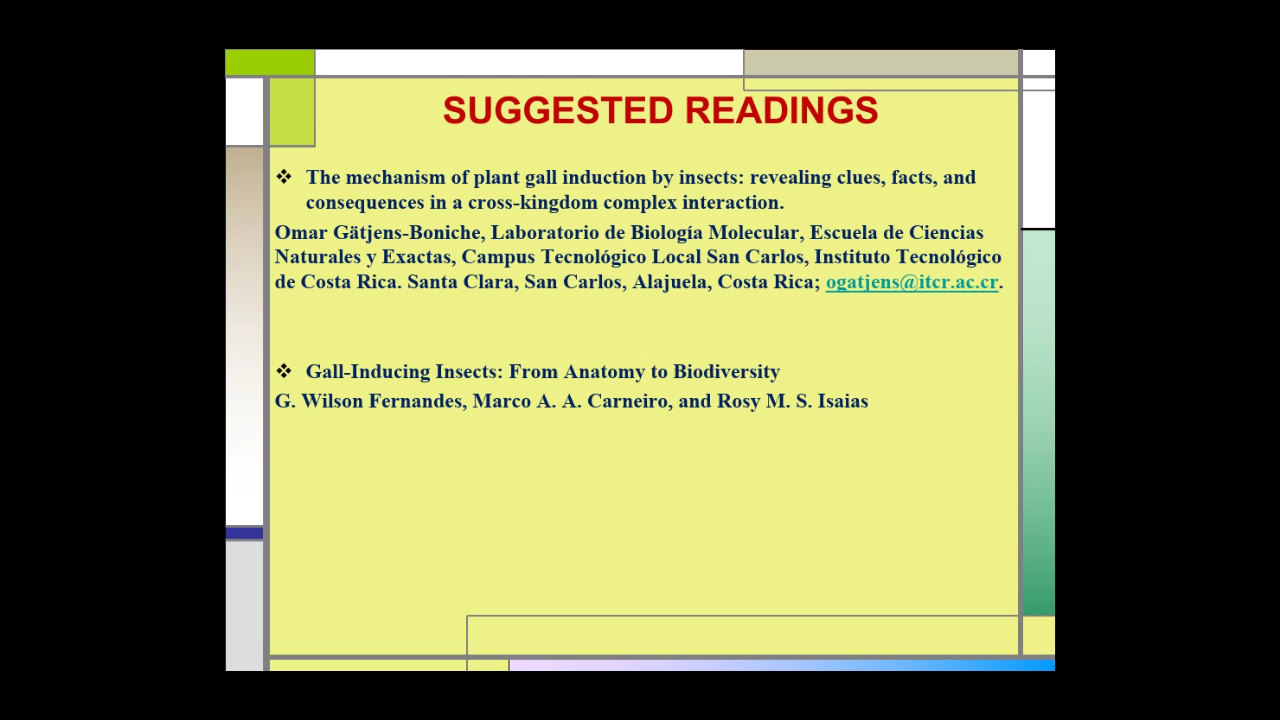 SUGGESTED READINGS
❖ The mechanism of plant gall induction by insects: revealing clues, facts, and
consequences in a cross-kingdom complex interaction.
Omar Gätjens-Boniche, Laboratorio de Biología Molecular, Escuela de Ciencias
Naturales y Exactas, Campus Tecnológico Local San Carlos, Instituto Tecnológico
de Costa Rica. Santa Clara, San Carlos, Alajuela, Costa Rica; ogatjens@itcr.ac.cr.
❖ Gall-Inducing Insects: From Anatomy to Biodiversity
G. Wilson Fernandes, Marco A. A. Carneiro, and Rosy M. S. Isaias